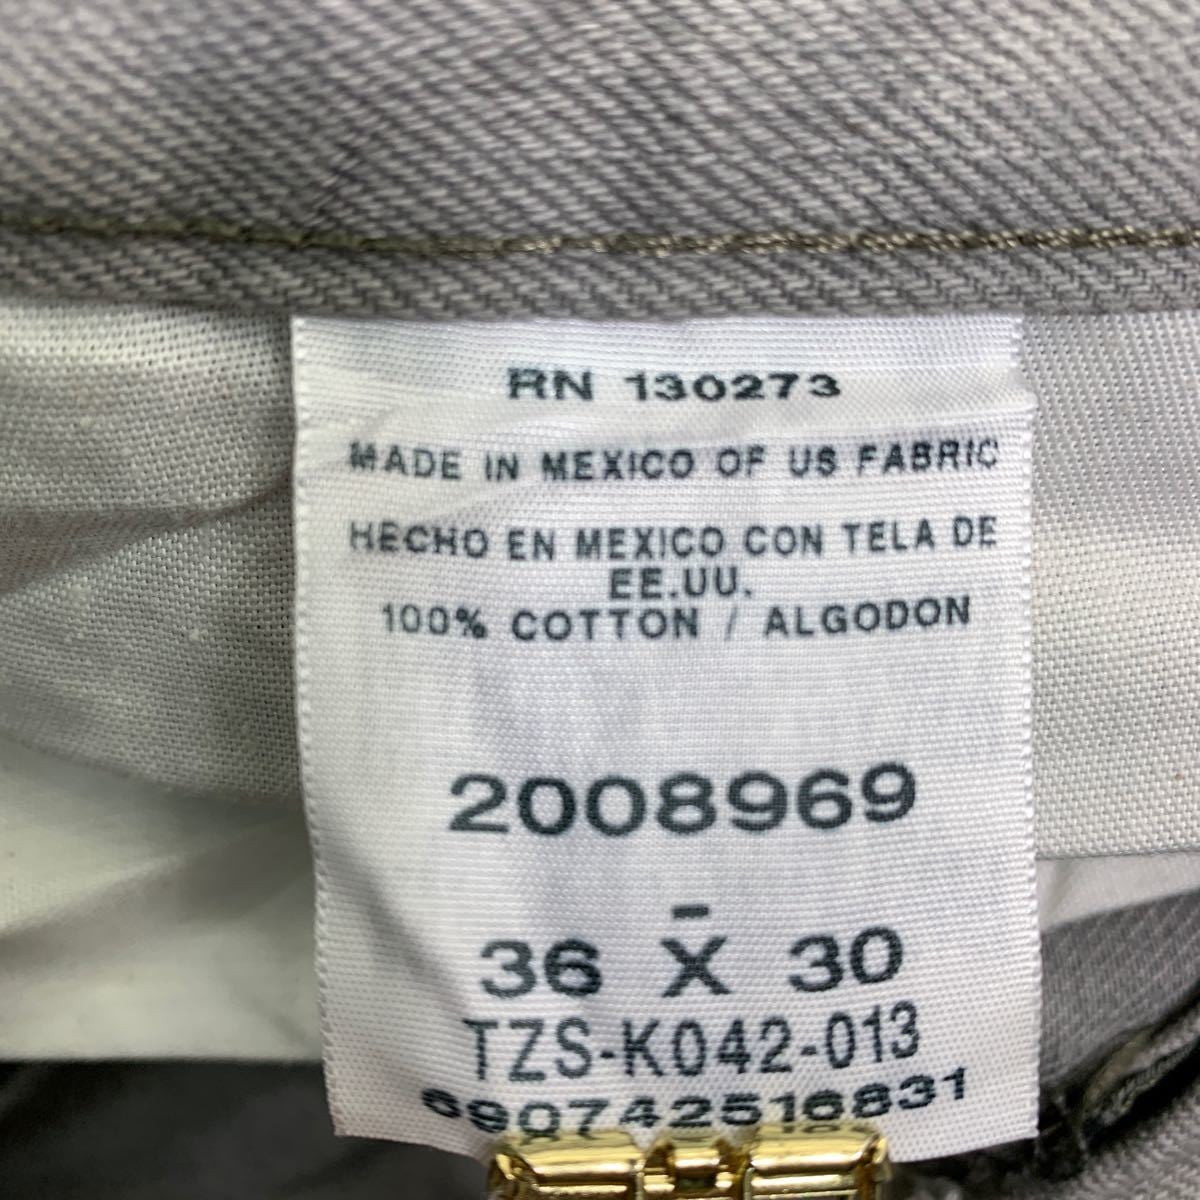 RN 130273
MADE IN MEXICO OF US FABRIC
HECHO EN MEXICO CON TELA DE
EE.UU.
100% COTTON / ALGODON
2008969
-
36 X 30
TZS-K042-013
690742516831